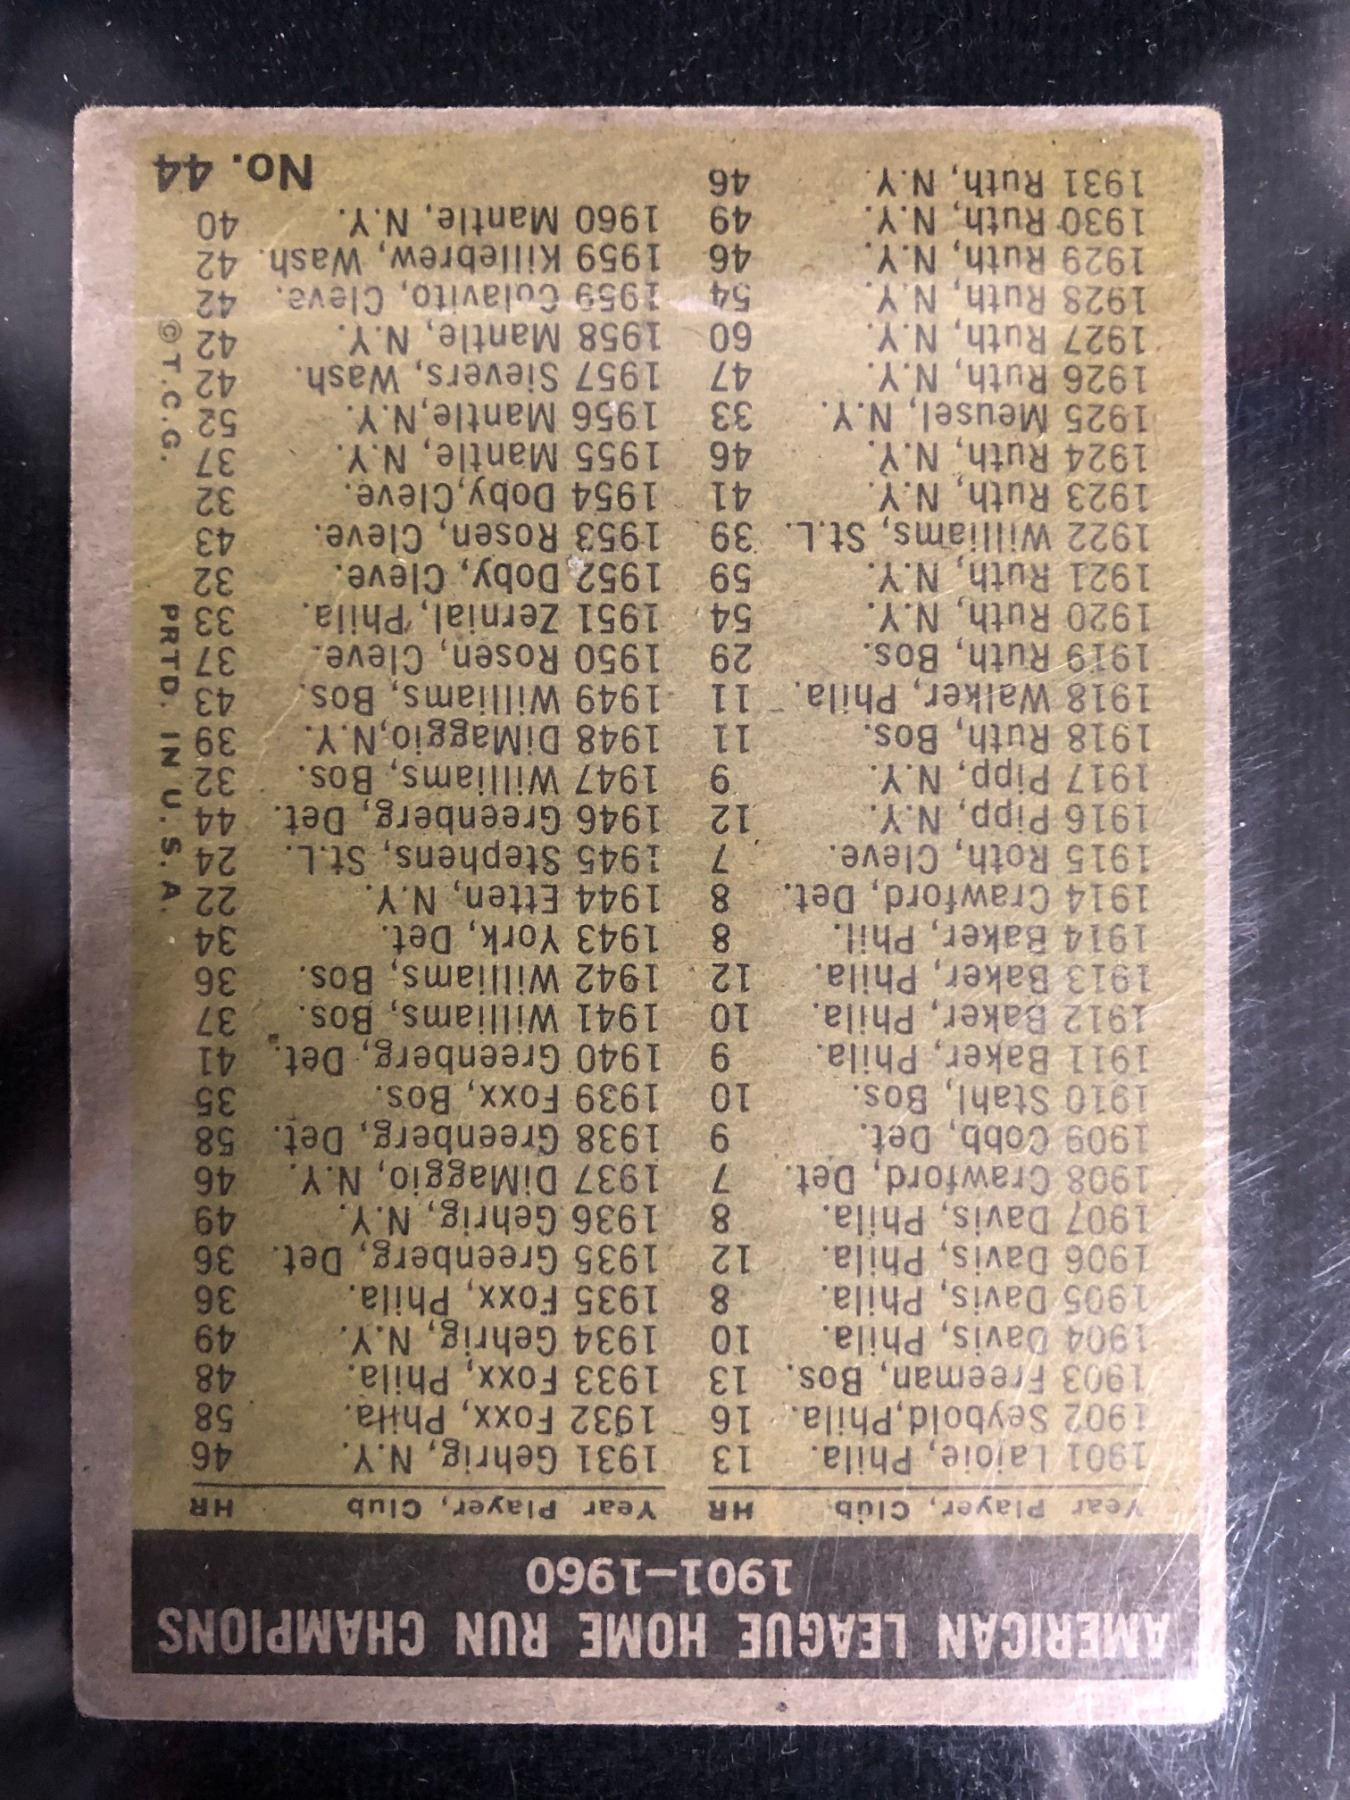 AMERICAN LEAGUE HOME RUN CHAMPIONS
1901–1960
Year Player, Club HR
1901 Lajoie, Phila. 13
1902 Seybold, Phila. 16
1903 Freeman, Bos. 13
1904 Davis, Phila. 10
1905 Davis, Phila. 8
1906 Davis, Phila. 12
1907 Davis, Phila. 8
1908 Crawford, Det. 7
1909 Cobb, Det. 9
1910 Stahl, Bos. 10
1911 Baker, Phila. 9
1912 Baker, Phila. 10
1913 Baker, Phila. 12
1914 Baker, Phil. 8
1914 Crawford, Det. 8
1915 Roth, Cleve. 7
1916 Pipp, N.Y. 12
1917 Pipp, N.Y. 9
1918 Ruth, Bos. 11
1918 Walker, Phila. 11
1919 Ruth, Bos. 29
1920 Ruth, N.Y. 54
1921 Ruth, N.Y. 59
1922 Williams, St.L. 39
1923 Ruth, N.Y. 41
1924 Ruth, N.Y. 46
1925 Meusel, N.Y. 33
1926 Ruth, N.Y. 47
1927 Ruth, N.Y. 60
1928 Ruth, N.Y. 54
1929 Ruth, N.Y. 46
1930 Ruth, N.Y. 49
1931 Ruth, N.Y. 46
Year Player, Club HR
1931 Gehrig, N.Y. 46
1932 Foxx, Phila. 58
1933 Foxx, Phila. 48
1934 Gehrig, N.Y. 49
1935 Foxx, Phila. 36
1935 Greenberg, Det. 36
1936 Gehrig, N.Y. 49
1937 DiMaggio, N.Y. 46
1938 Greenberg, Det. 58
1939 Foxx, Bos. 35
1940 Greenberg, Det. 41
1941 Williams, Bos. 37
1942 Williams, Bos. 36
1943 York, Det. 34
1944 Etten, N.Y. 22
1945 Stephens, St.L. 24
1946 Greenberg, Det. 44
1947 Williams, Bos. 32
1948 DiMaggio, N.Y. 39
1949 Williams, Bos. 43
1950 Rosen, Cleve. 37
1951 Zernial, Phila. 33
1952 Doby, Cleve. 32
1953 Rosen, Cleve. 43
1954 Doby, Cleve. 32
1955 Mantle, N.Y. 37
1956 Mantle, N.Y. 52
1957 Sievers, Wash. 42
1958 Mantle, N.Y. 42
1959 Colavito, Cleve. 42
1959 Killebrew, Wash. 42
1960 Mantle, N.Y. 40
No. 44
© T.C.G. PRTD. IN U.S.A.